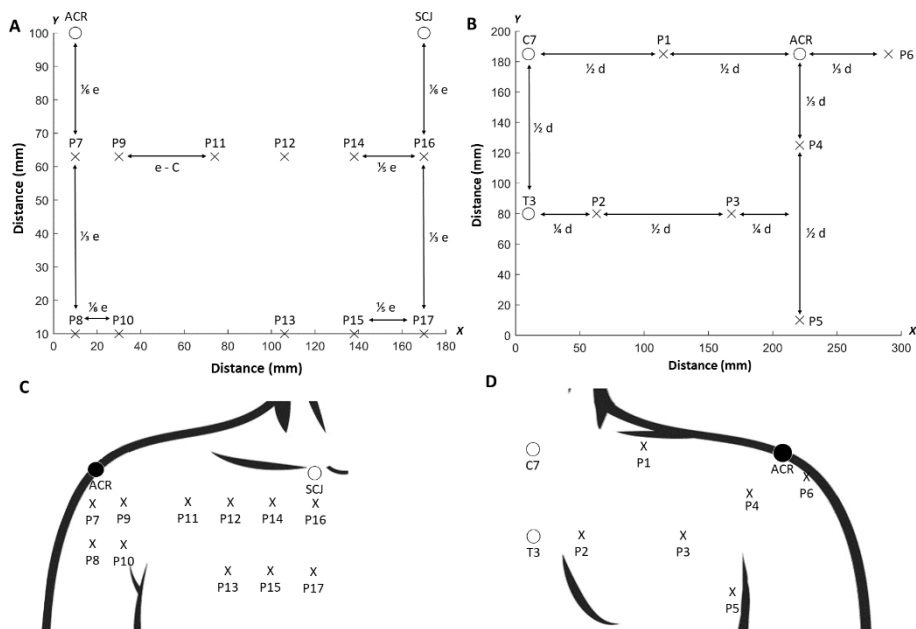 A
Y
ACR
SCJ
100
90
⅙ e
⅙ e
80
70
P7
P9
P11
P12
P14
P16
60
e - C
⅕ e
50
Distance (mm)
40
⅓ e
⅓ e
30
20
P8
⅛ e
P10
P13
P15
⅕ e
P17
10
X
0 20 40 60 80 100 120 140 160 180
Distance (mm)
B
Y
200
C7
P1
ACR
180
½ d
½ d
⅓ d
P6
160
⅓ d
140
½ d
120
P4
Distance (mm)
100
T3
P2
P3
80
¼ d
½ d
¼ d
½ d
60
40
20
P5
0
X
0 50 100 150 200 250 300
Distance (mm)
C
ACR
SCJ
X X X X X X
P7 P9 P11 P12 P14 P16
X X
P8 P10
X X X
P13 P15 P17
D
C7
X
P1
ACR
X
P6
X
P4
T3
X
P2
X
P3
X
P5